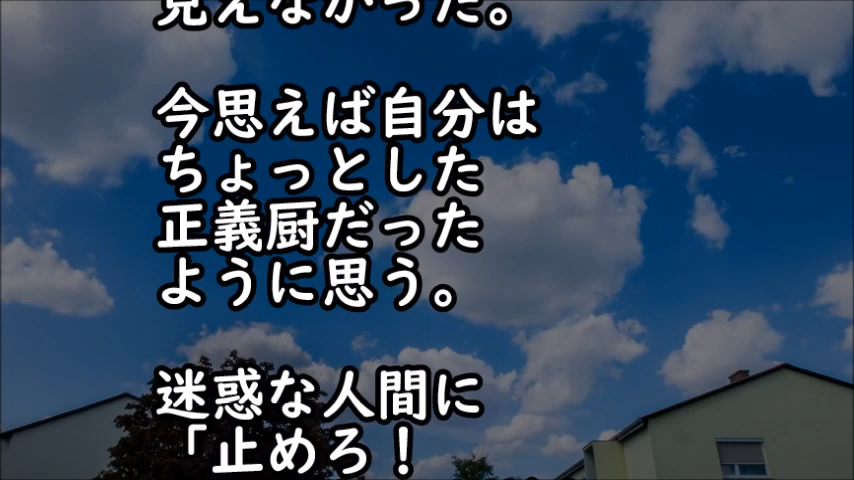 見えなかった。
今思えば自分は
ちょっとした
正義厨だった
ように思う。
迷惑な人間に
「止めろ！